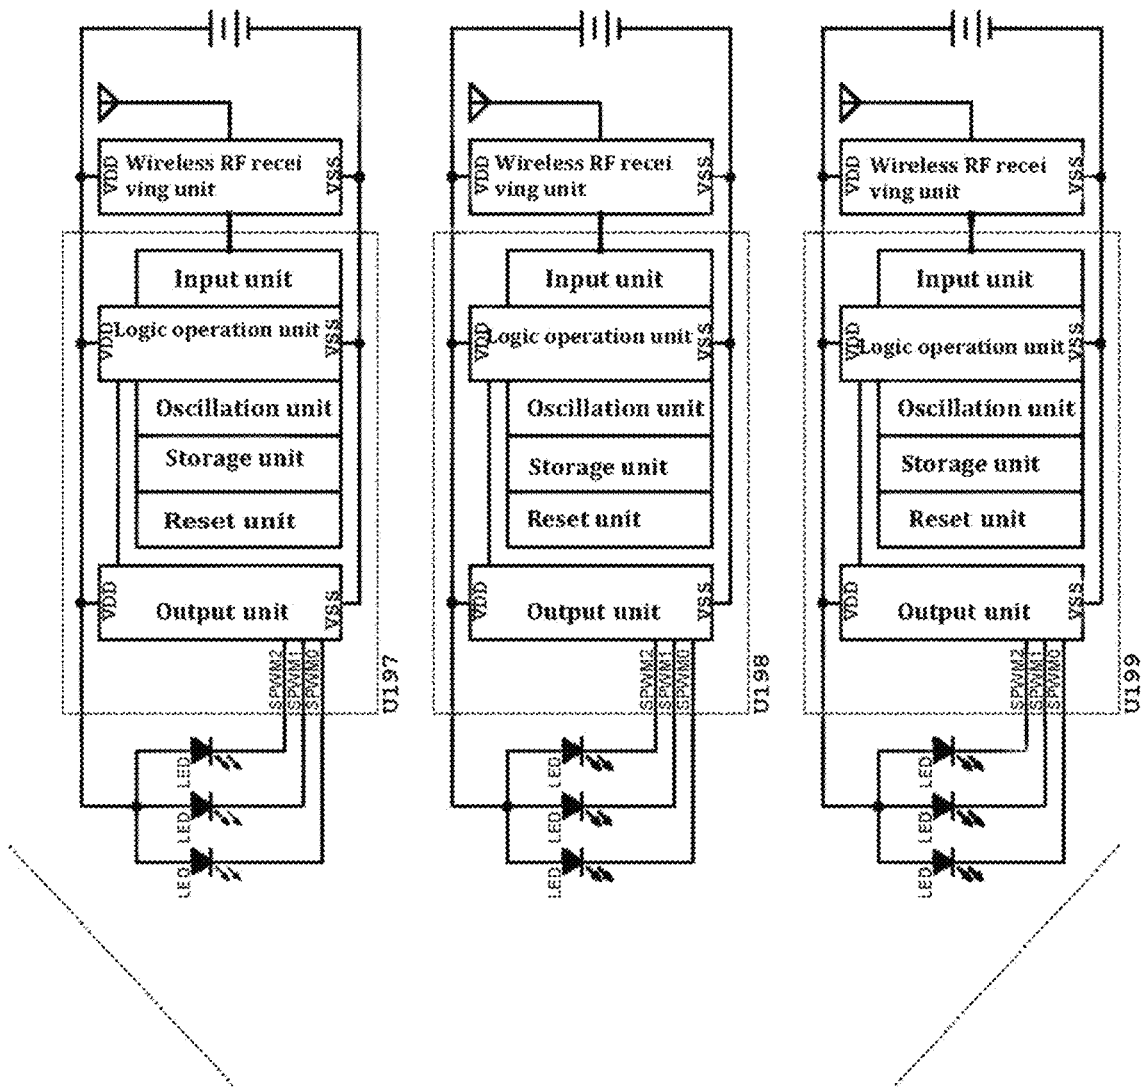 VDD
Wireless RF recei
ving unit
VSS
Input unit
VDD
Logic operation unit
VSS
Oscillation unit
Storage unit
Reset unit
VDD
Output unit
VSS
SPWM2
SPWM1
SPWM0
U197
LED
LED
LED
VDD
Wireless RF recei
ving unit
VSS
Input unit
VDD
Logic operation unit
VSS
Oscillation unit
Storage unit
Reset unit
VDD
Output unit
VSS
SPWM2
SPWM1
SPWM0
U198
LED
LED
LED
VDD
Wireless RF recei
ving unit
VSS
Input unit
VDD
Logic operation unit
VSS
Oscillation unit
Storage unit
Reset unit
VDD
Output unit
VSS
SPWM2
SPWM1
SPWM0
U199
LED
LED
LED